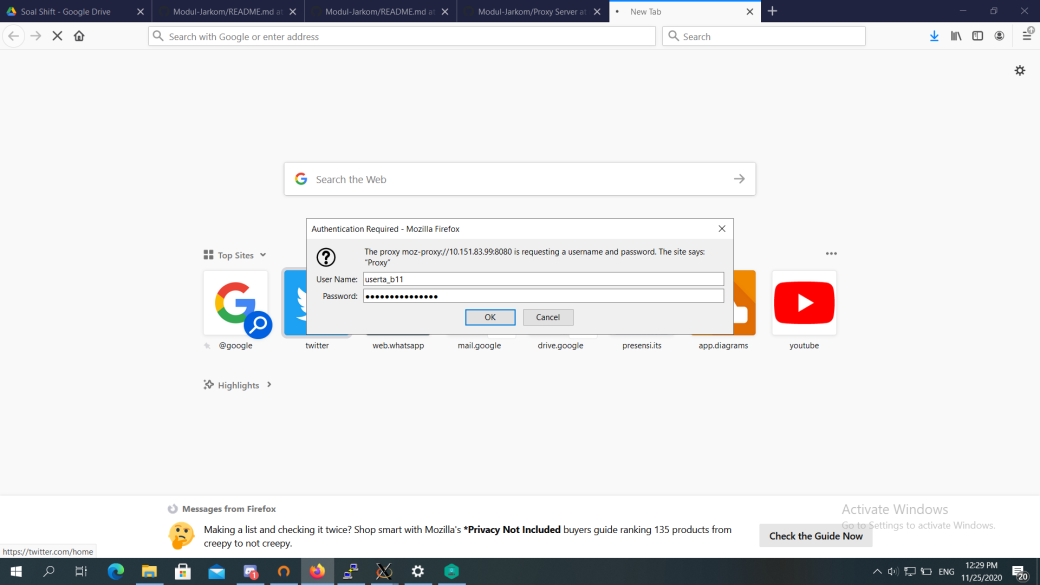 Soal Shift - Google Drive
Modul-Jarkom/README.md at
Modul-Jarkom/README.md at
Modul-Jarkom/Proxy Server at
New Tab
Search with Google or enter address
Search
Search the Web
Authentication Required - Mozilla Firefox
The proxy moz-proxy://10.151.83.99:8080 is requesting a username and password. The site says:
"Proxy"
User Name: userta_b11
Password: ●●●●●●●●●●●●●●●
OK Cancel
Top Sites
@google twitter web.whatsapp mail.google drive.google presensi.its app.diagrams youtube
Highlights
Messages from Firefox
Making a list and checking it twice? Shop smart with Mozilla's *Privacy Not Included buyers guide ranking 135 products from
creepy to not creepy.
Check the Guide Now
Activate Windows
Go to Settings to activate Windows.
https://twitter.com/home
1
ENG
12:29 PM
11/25/2020
20